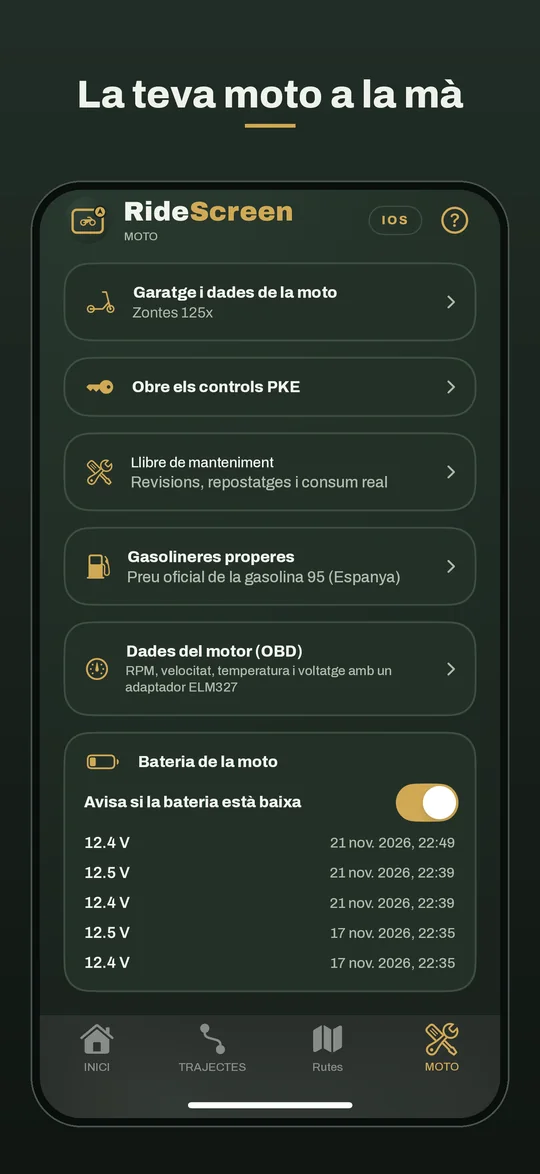 La teva moto a la mà
RideScreen
MOTO
IOS
?
Garatge i dades de la moto
Zontes 125x
Obre els controls PKE
Llibre de manteniment
Revisions, repostatges i consum real
Gasolineres properes
Preu oficial de la gasolina 95 (Espanya)
Dades del motor (OBD)
RPM, velocitat, temperatura i voltatge amb un
adaptador ELM327
Bateria de la moto
Avisa si la bateria està baixa
12.4 V 21 nov. 2026, 22:49
12.5 V 21 nov. 2026, 22:39
12.4 V 21 nov. 2026, 22:39
12.5 V 17 nov. 2026, 22:35
12.4 V 17 nov. 2026, 22:35
INICI TRAJECTES Rutes MOTO